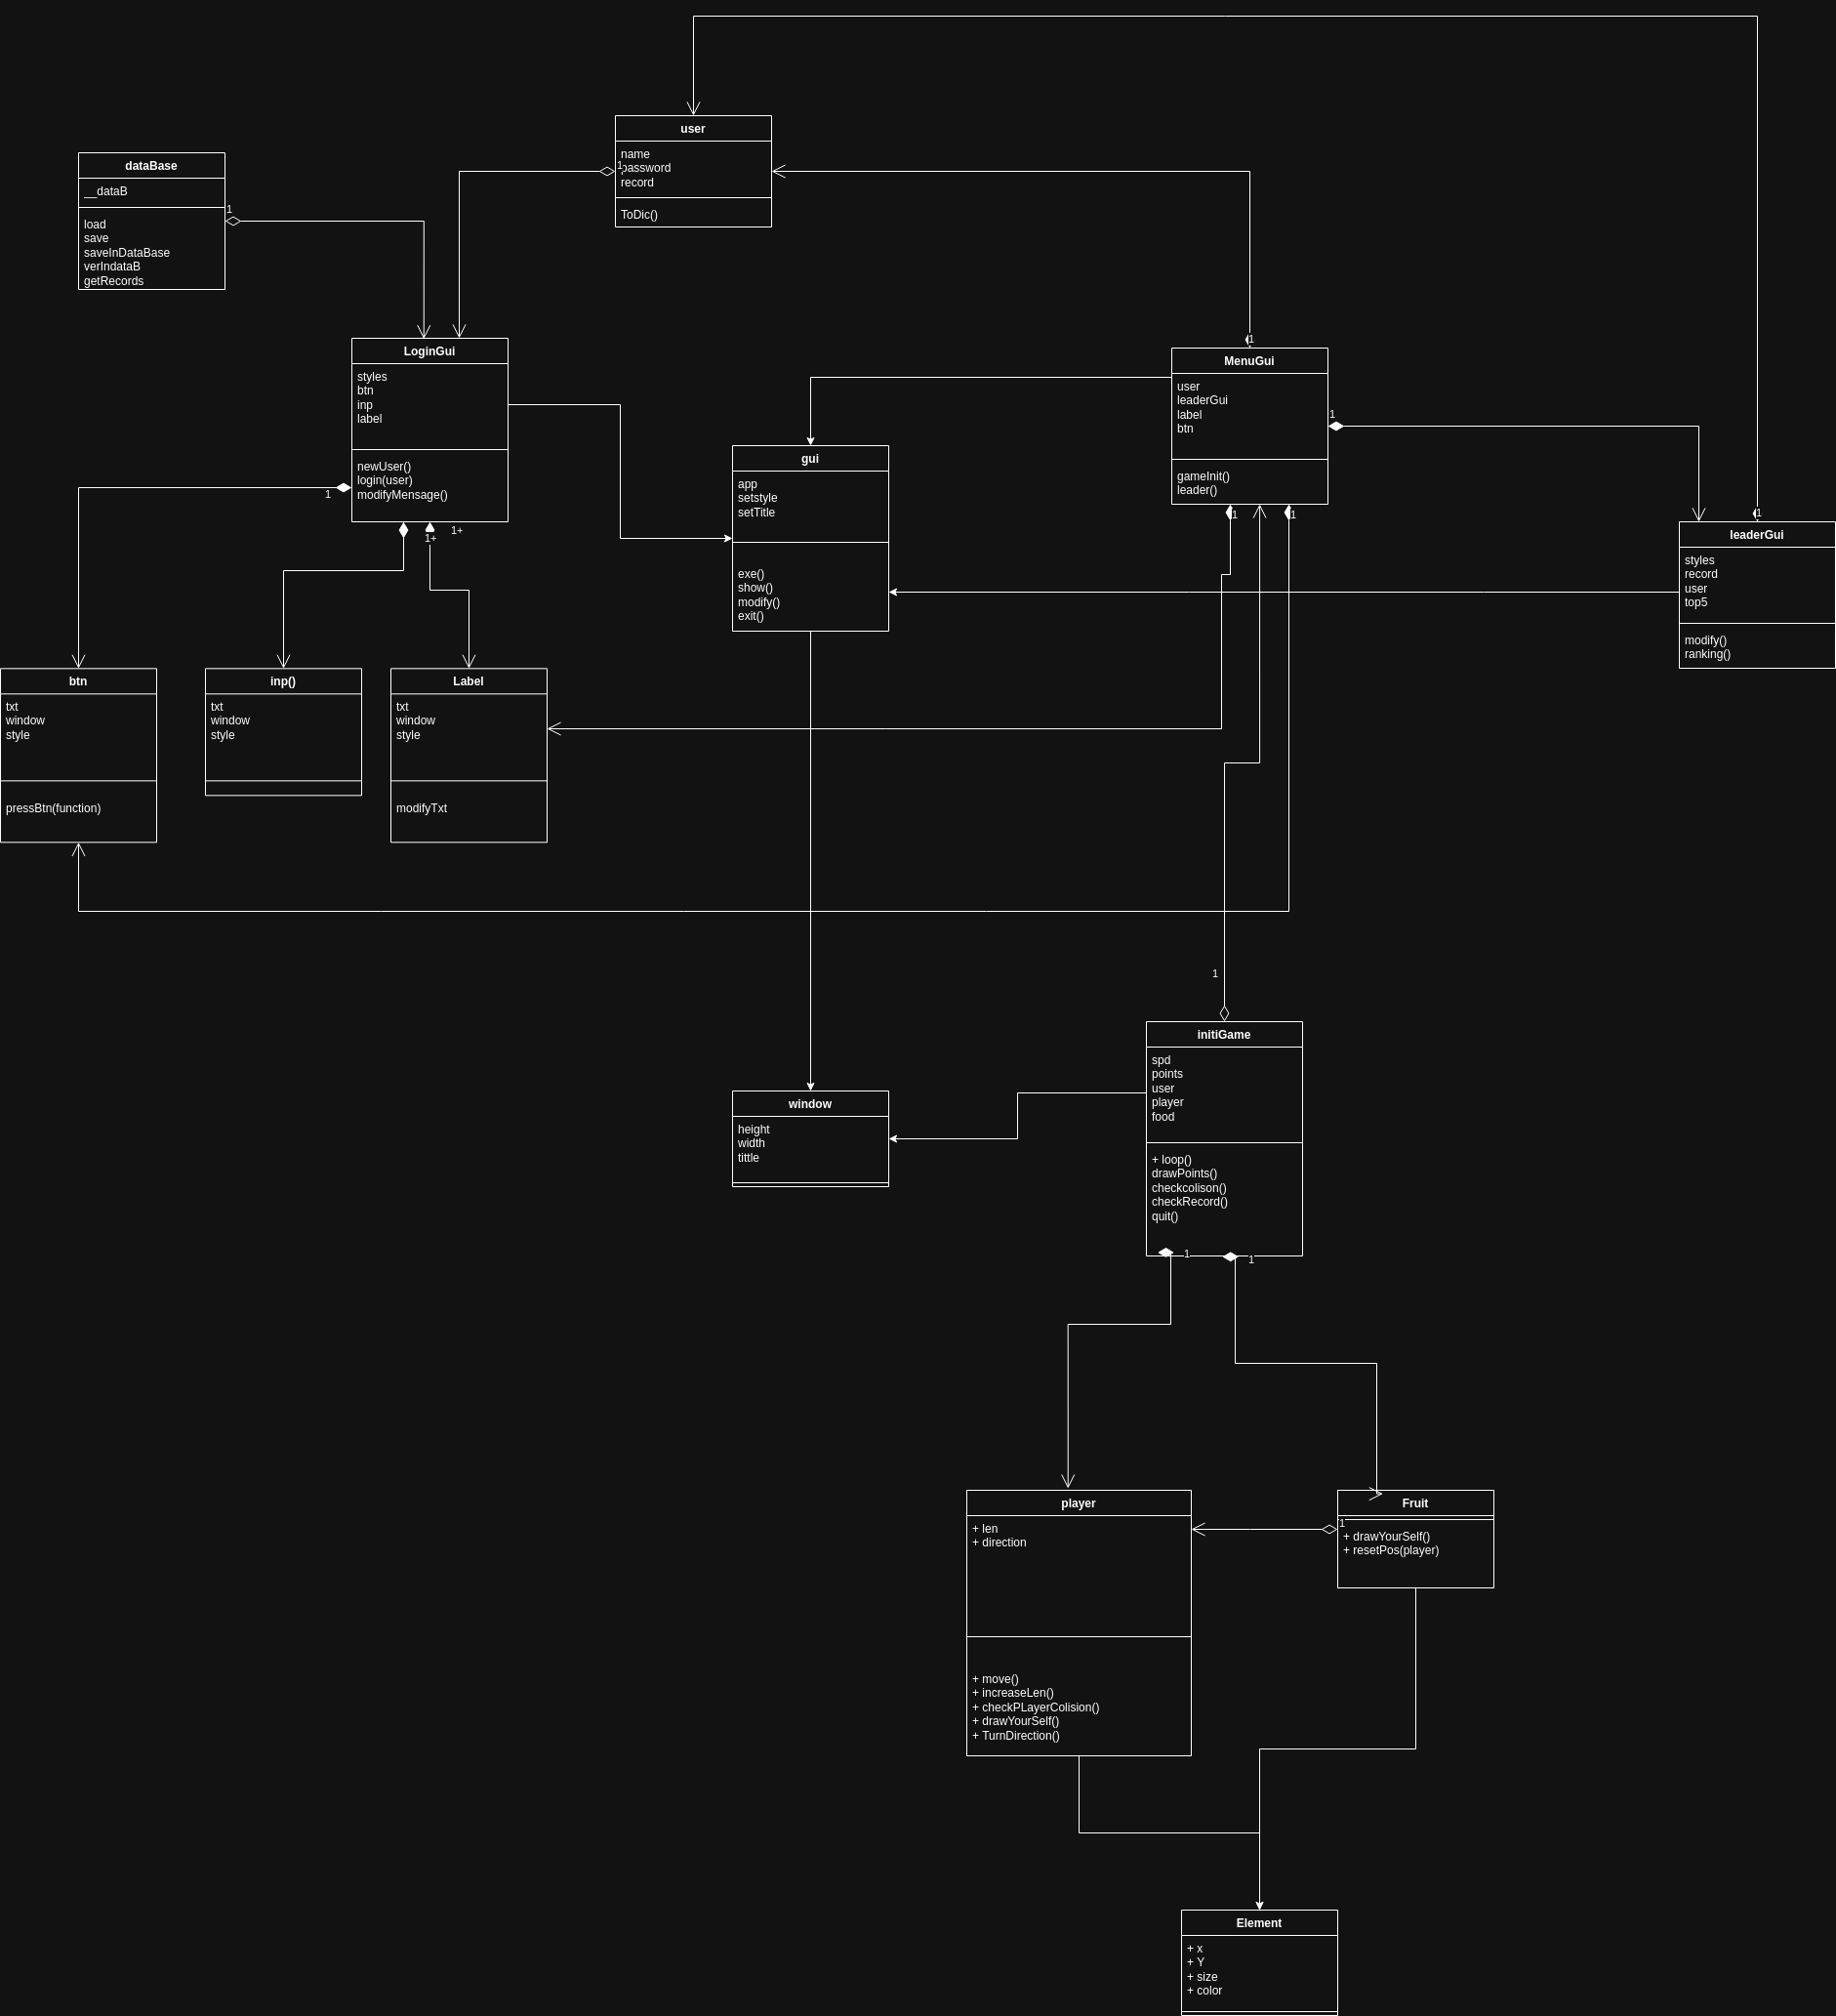 user
name
1
password
record
ToDic()
dataBase
__dataB
1
load
save
saveInDataBase
verIndataB
getRecords
LoginGui
styles
btn
inp
label
newUser()
login(user)
modifyMensage()
1
1+
1+
1
MenuGui
user
leaderGui
label
btn
gameInit()
leader()
1
1
1
gui
app
setstyle
setTitle
exe()
show()
modify()
exit()
1
leaderGui
styles
record
user
top5
modify()
ranking()
btn
txt
window
style
pressBtn(function)
inp()
txt
window
style
Label
txt
window
style
modifyTxt
1
initiGame
spd
points
user
player
food
+ loop()
drawPoints()
checkcolison()
checkRecord()
quit()
1
1
window
height
width
tittle
player
+ len
+ direction
+ move()
+ increaseLen()
+ checkPLayerColision()
+ drawYourSelf()
+ TurnDirection()
Fruit
1
+ drawYourSelf()
+ resetPos(player)
Element
+ x
+ Y
+ size
+ color